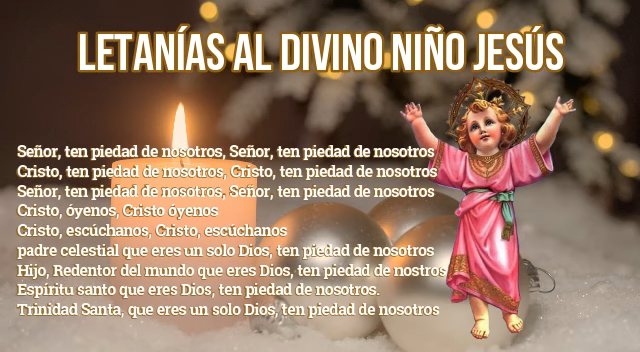 LETANÍAS AL DIVINO NIÑO JESÚS
Señor, ten piedad de nosotros, Señor, ten piedad de nosotros
Cristo, ten piedad de nosotros, Cristo, ten piedad de nosotros
Señor, ten piedad de nosotros, Señor, ten piedad de nosotros
Cristo, óyenos, Cristo óyenos
Cristo, escúchanos, Cristo, escúchanos
padre celestial que eres un solo Dios, ten piedad de nosotros
Hijo, Redentor del mundo que eres Dios, ten piedad de nostros
Espíritu santo que eres Dios, ten piedad de nosotros.
Trinidad Santa, que eres un solo Dios, ten piedad de nosotros